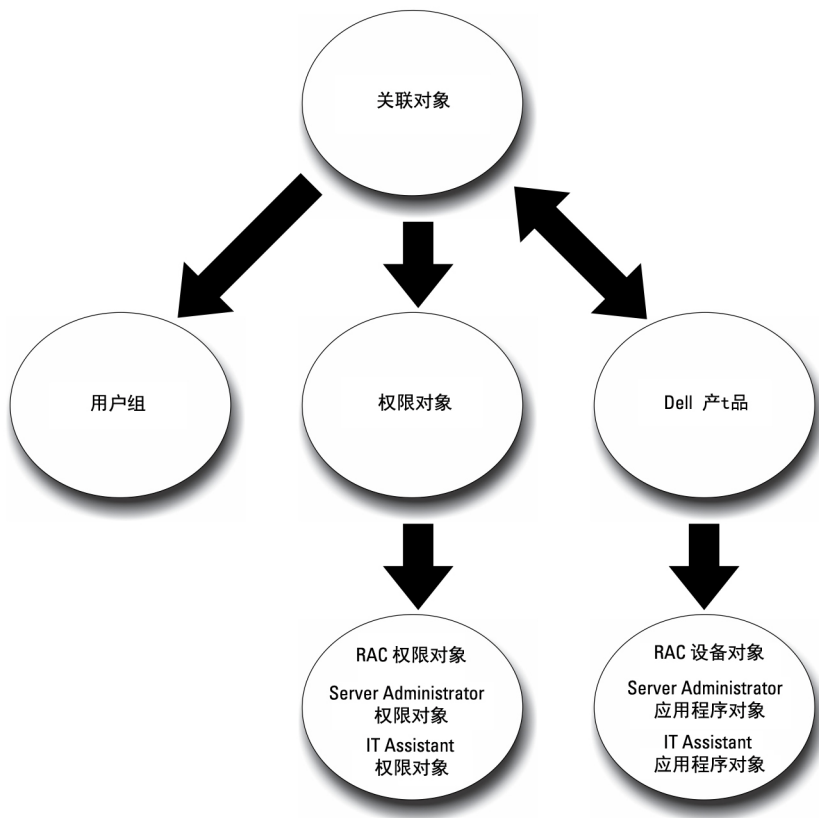 关联对象
用户组
权限对象
Dell 产t品
RAC 权限对象
Server Administrator
权限对象
IT Assistant
权限对象
RAC 设备对象
Server Administrator
应用程序对象
IT Assistant
应用程序对象